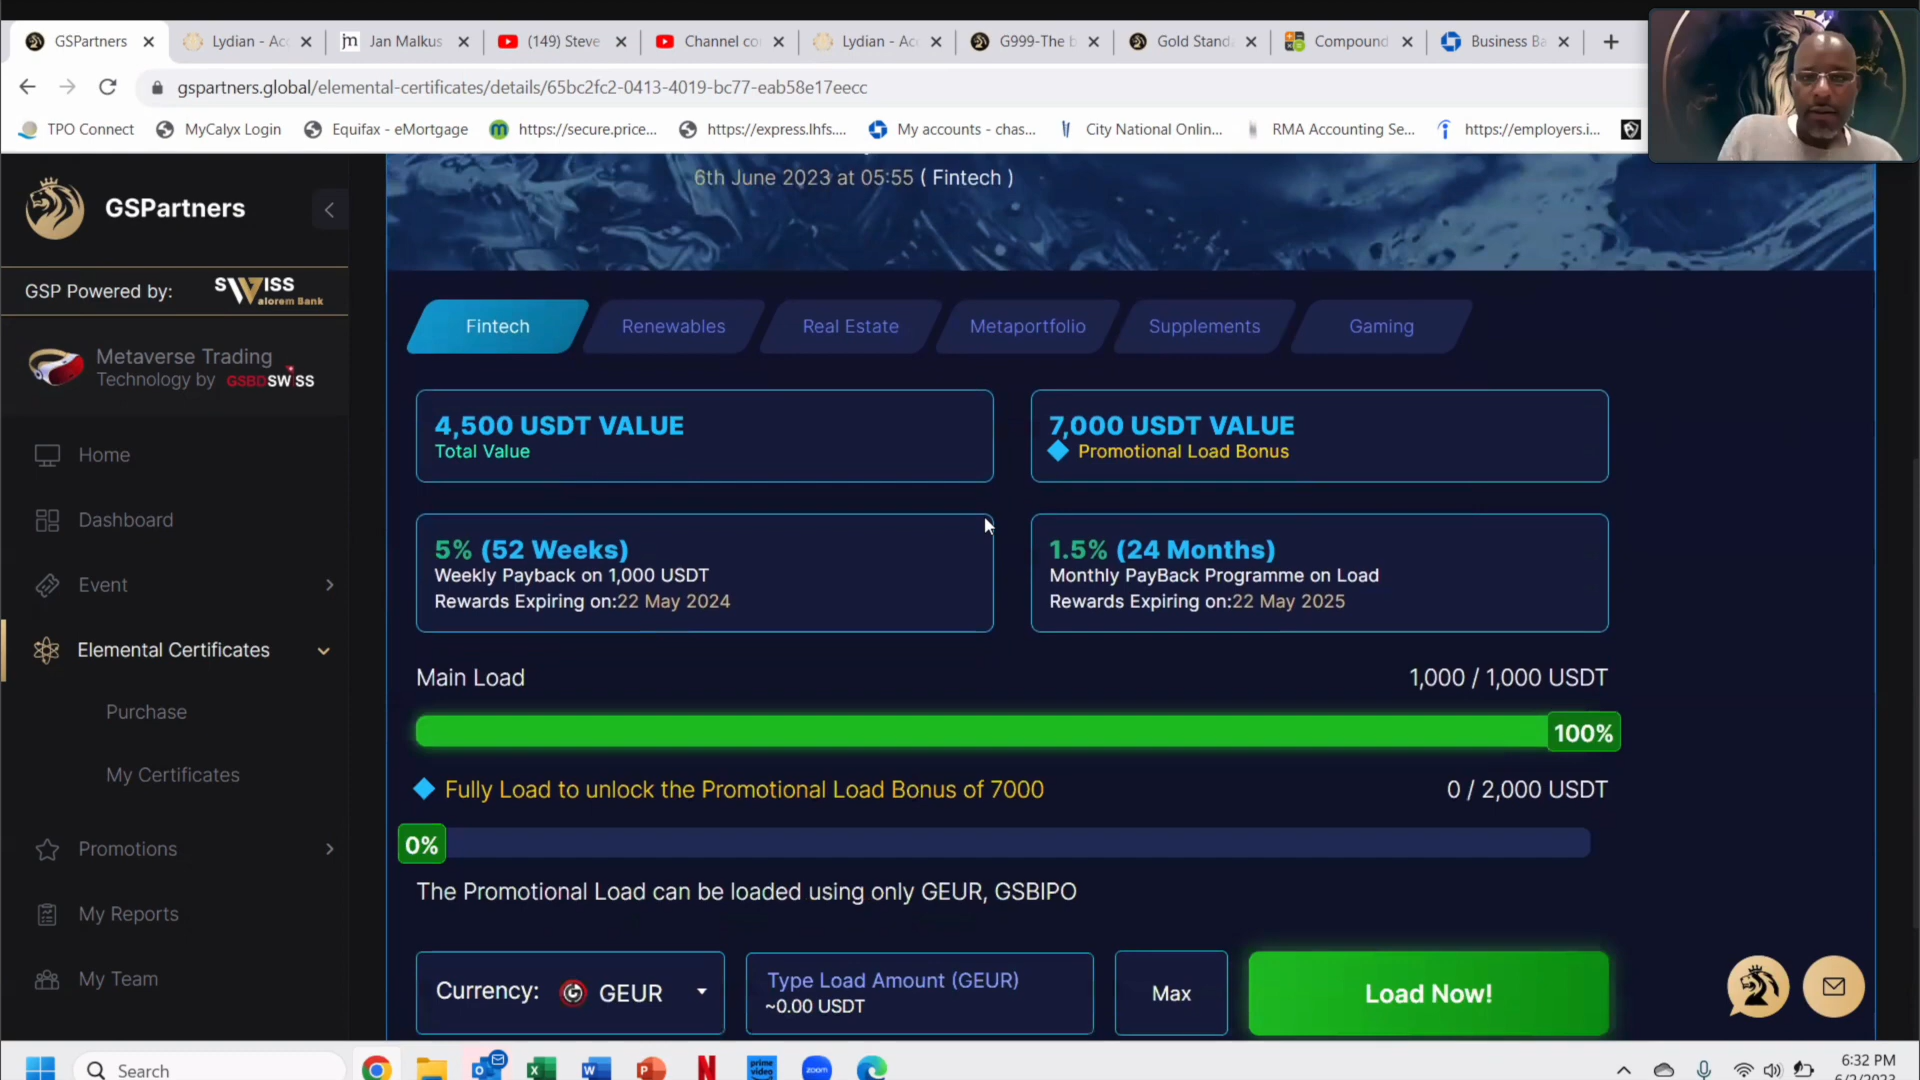 GSPartners
Lydian - Ac
Jan Malkus
(149) Steve
Channel co
Lydian - Ac
G999-The b
Gold Stand
Compound
Business Ba
gspartners.global/elemental-certificates/details/65bc2fc2-0413-4019-bc77-eab58e17eecc
TPO Connect
MyCalyx Login
Equifax - eMortgage
https://secure.price...
https://express.lhfs....
My accounts - chas...
City National Onlin...
RMA Accounting Se...
https://employers.i...
GSPartners
GSP Powered by:
SWISS
Valorem Bank
Metaverse Trading
Technology by GSBDSWISS
Home
Dashboard
Event
Elemental Certificates
Purchase
My Certificates
Promotions
My Reports
My Team
6th June 2023 at 05:55 ( Fintech )
Fintech
Renewables
Real Estate
Metaportfolio
Supplements
Gaming
4,500 USDT VALUE
Total Value
7,000 USDT VALUE
Promotional Load Bonus
5% (52 Weeks)
Weekly Payback on 1,000 USDT
Rewards Expiring on:22 May 2024
1.5% (24 Months)
Monthly PayBack Programme on Load
Rewards Expiring on:22 May 2025
Main Load
1,000 / 1,000 USDT
100%
Fully Load to unlock the Promotional Load Bonus of 7000
0 / 2,000 USDT
0%
The Promotional Load can be loaded using only GEUR, GSBIPO
Currency: GEUR
Type Load Amount (GEUR)
~0.00 USDT
Max
Load Now!
Search
prime video
zoom
6:32 PM
6/2/2023